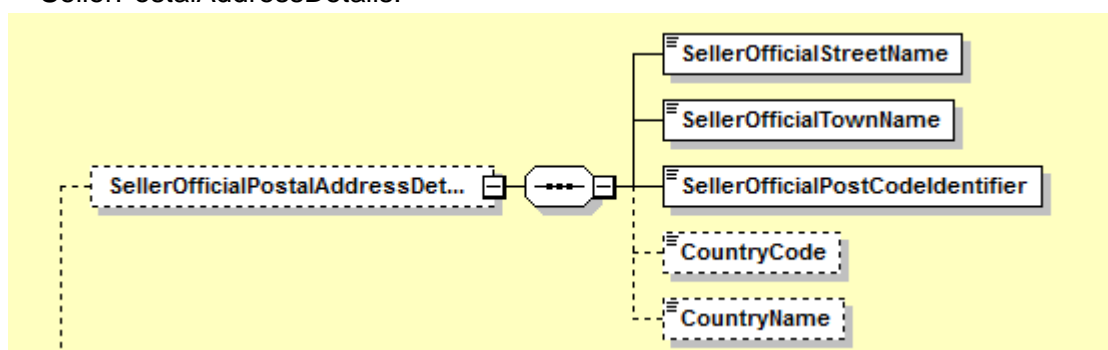 SellerPostalAddressDetails.
SellerOfficialStreetName
SellerOfficialTownName
SellerOfficialPostalAddressDet...
SellerOfficialPostCodeIdentifier
CountryCode
CountryName